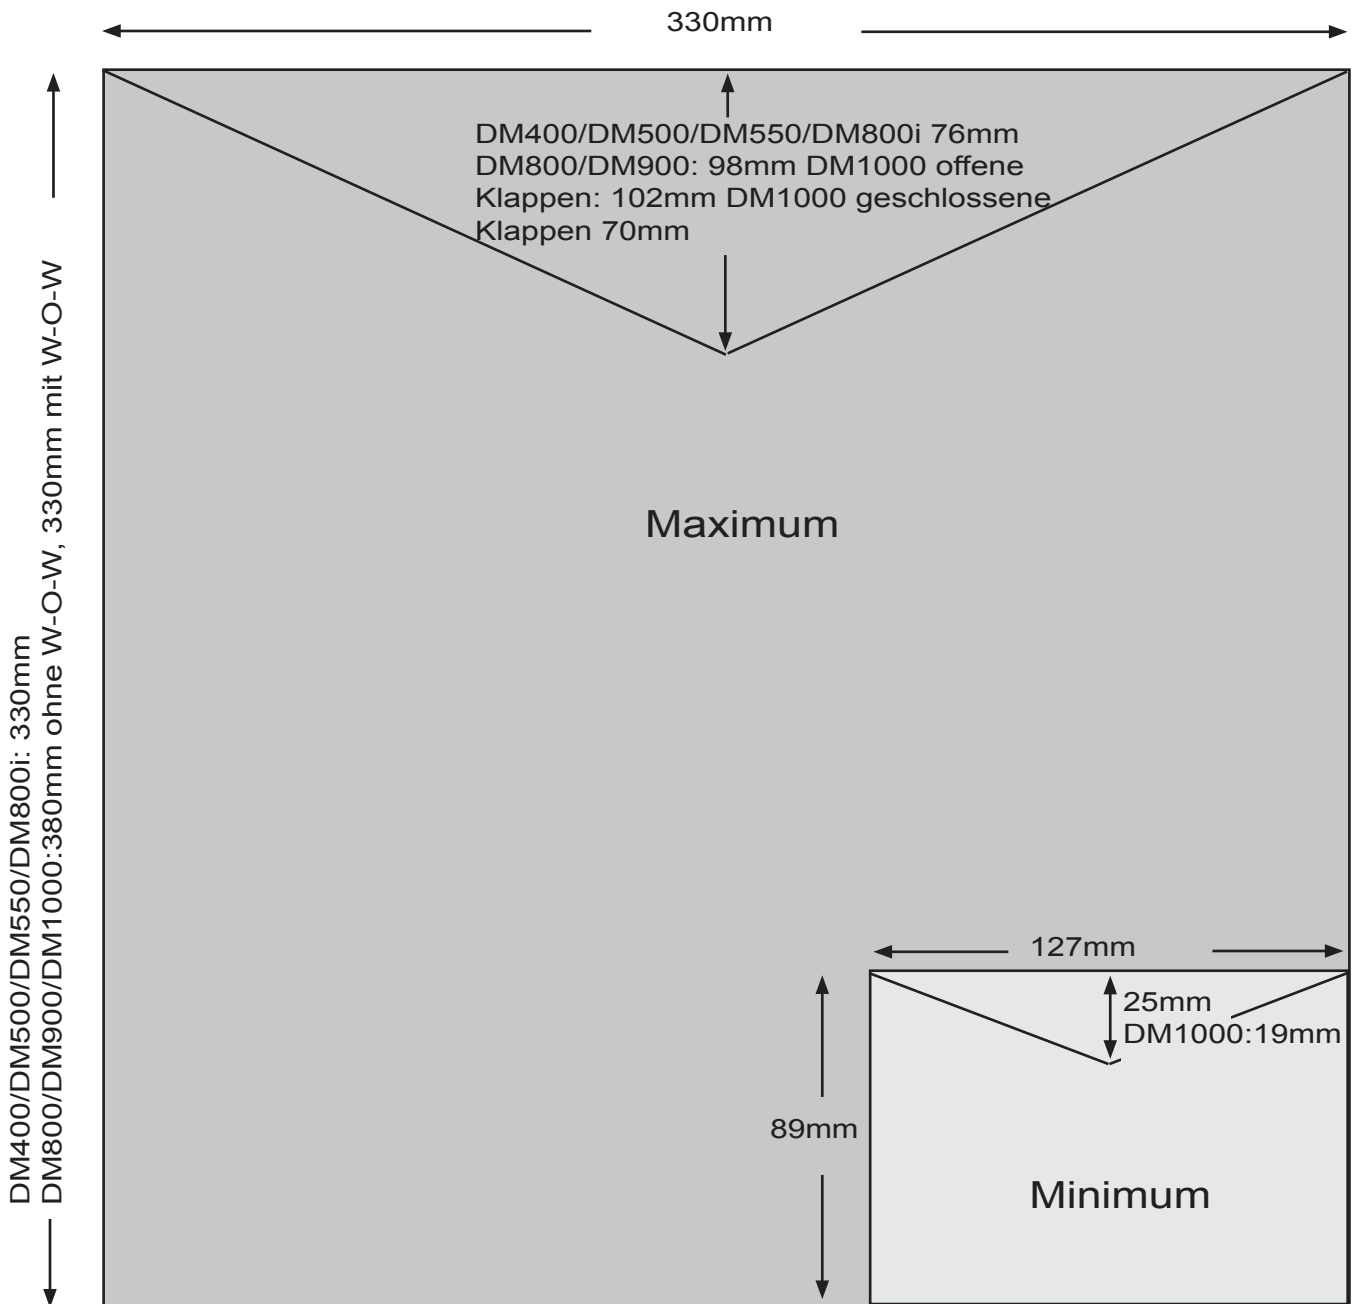 330mm
DM400/DM500/DM550/DM800i 76mm
DM800/DM900: 98mm DM1000 offene
Klappen: 102mm DM1000 geschlossene
Klappen 70mm
DM400/DM500/DM550/DM800i: 330mm
DM800/DM900/DM1000:380mm ohne W-O-W, 330mm mit W-O-W
Maximum
127mm
25mm
DM1000:19mm
89mm
Minimum